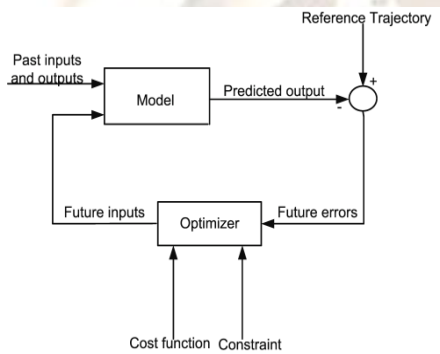 Reference Trajectory
Past inputs
and outputs
+
Model
Predicted output
-
Future inputs
Optimizer
Future errors
Cost function
Constraint